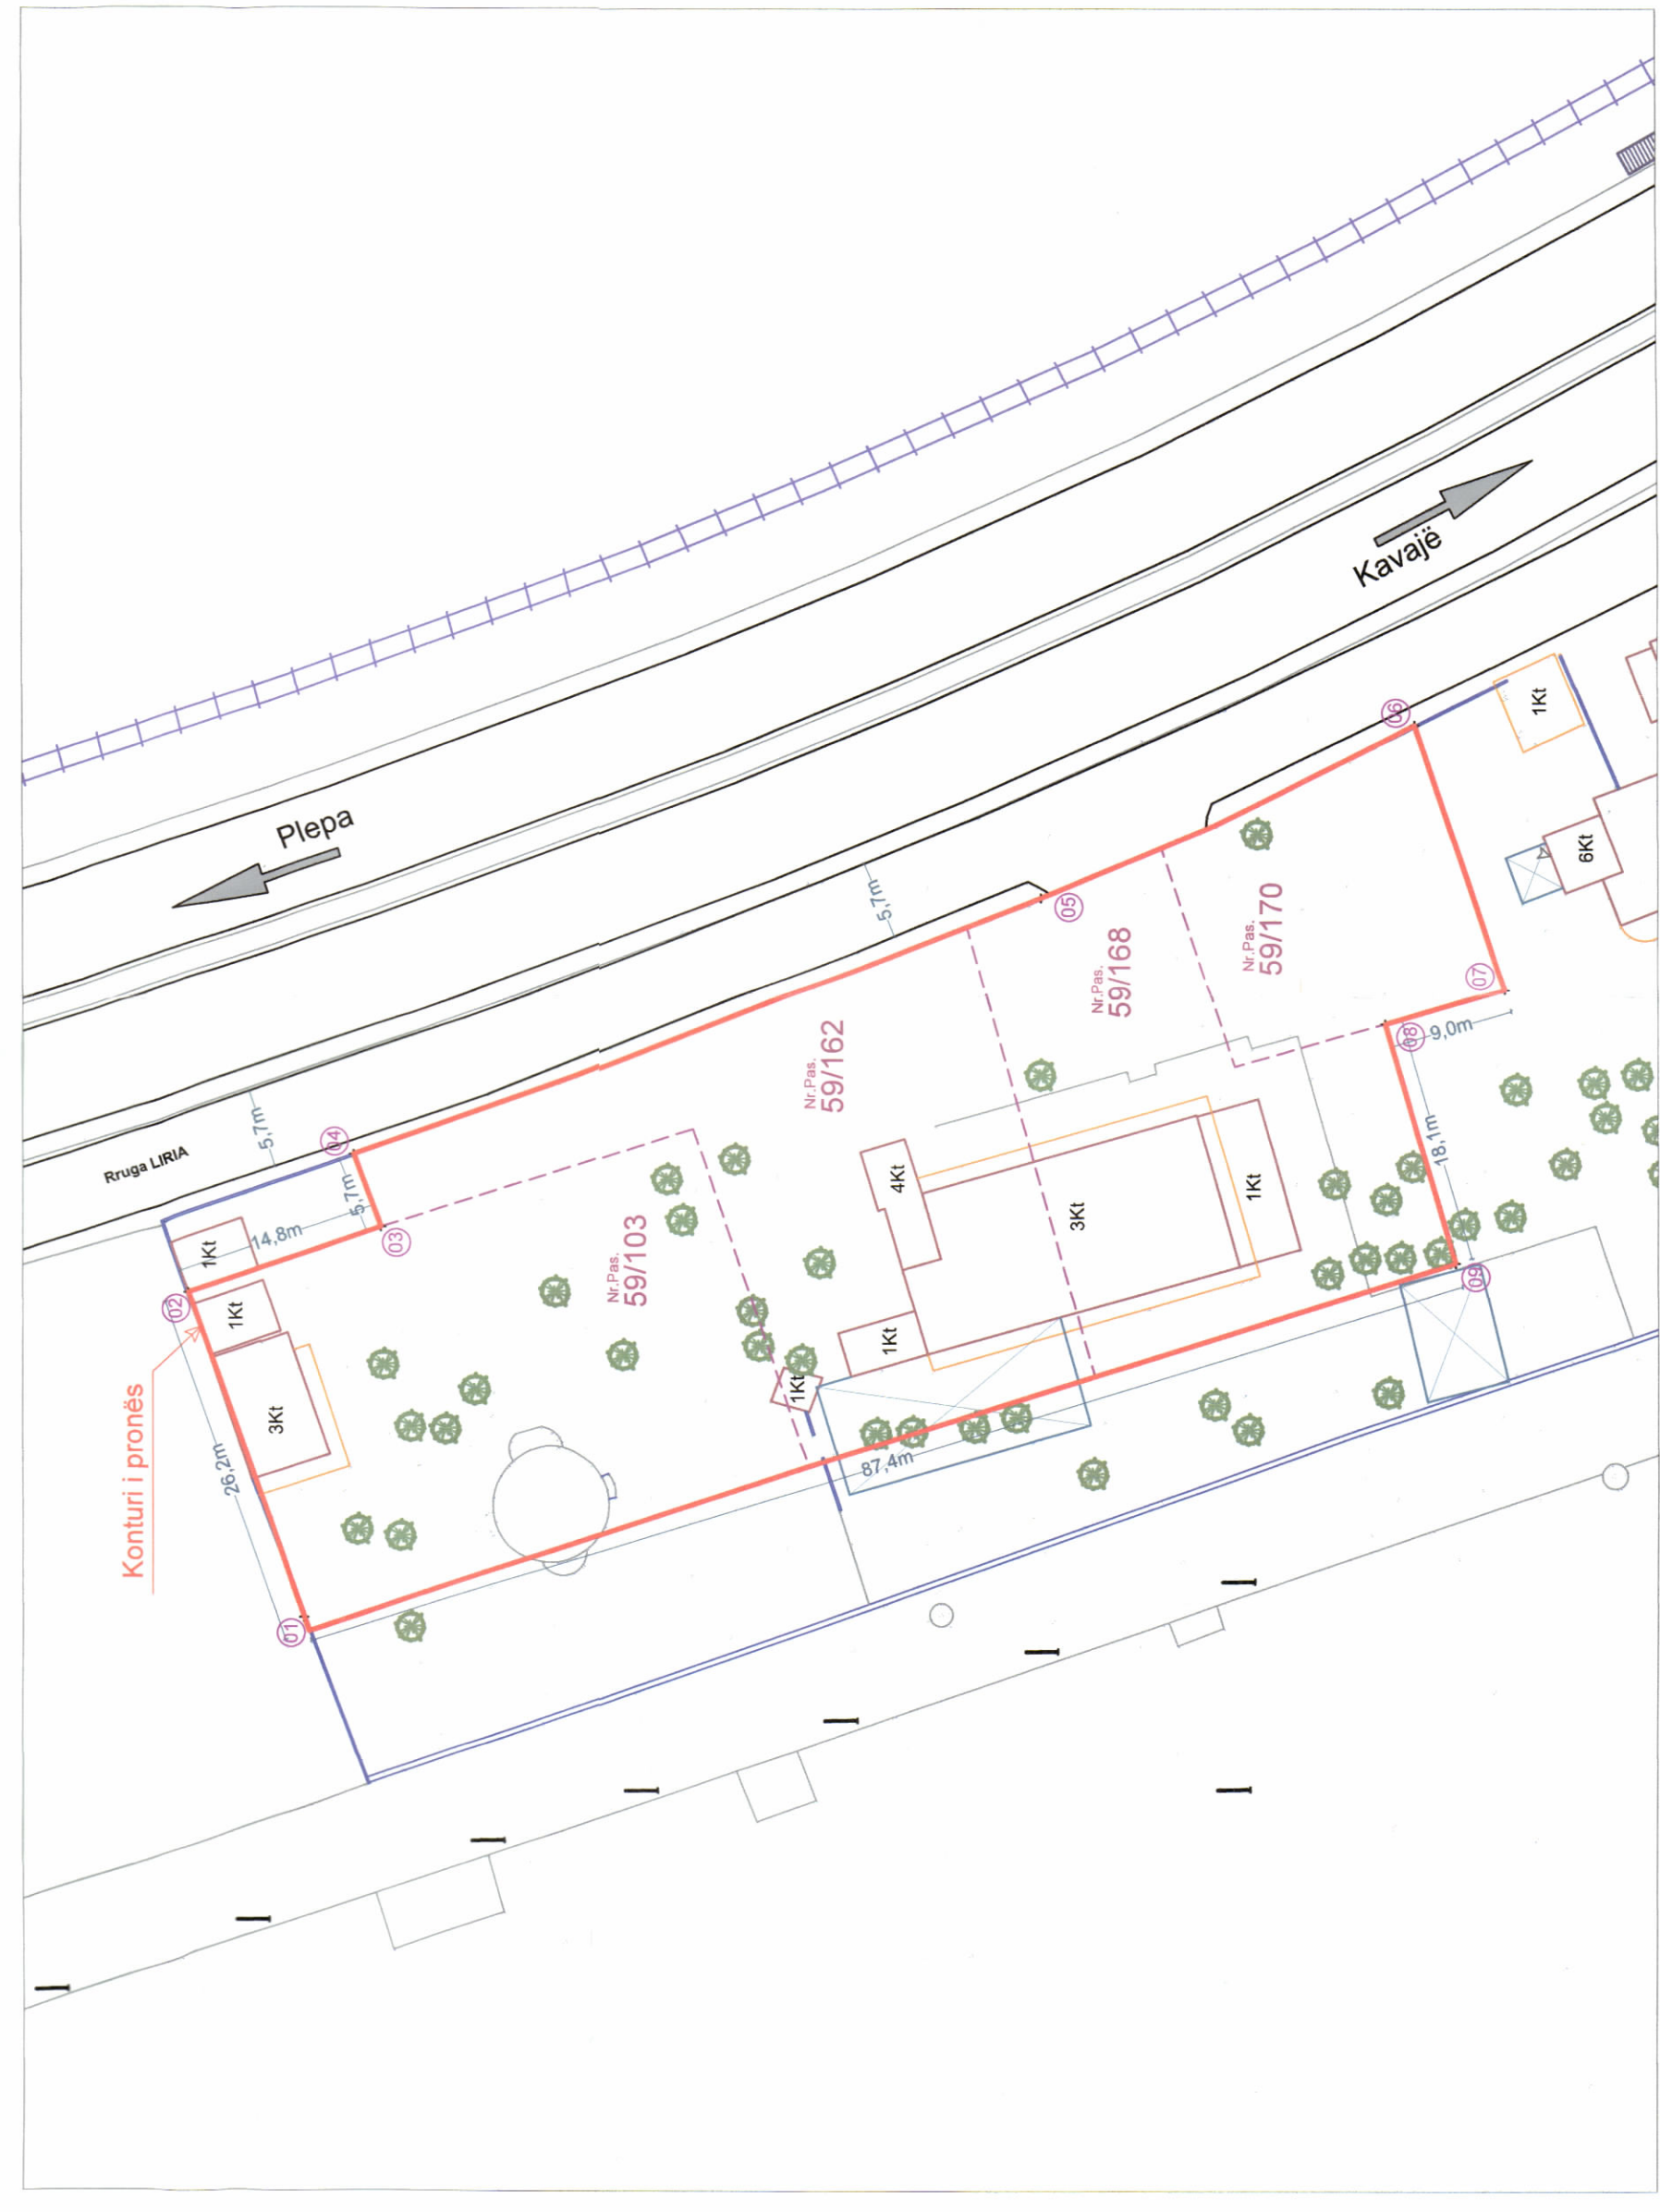 Plepa
Kavajë
Rruga LIRIA
5,7m
5,7m
5,7m
14,8m
26,2m
87,4m
18,1m
9,0m
Konturi i pronës
01
02
03
04
05
06
07
08
09
Nr.Pas.
59/103
Nr.Pas.
59/162
Nr.Pas.
59/168
Nr.Pas.
59/170
1Kt
1Kt
3Kt
1Kt
1Kt
4Kt
3Kt
1Kt
1Kt
6Kt